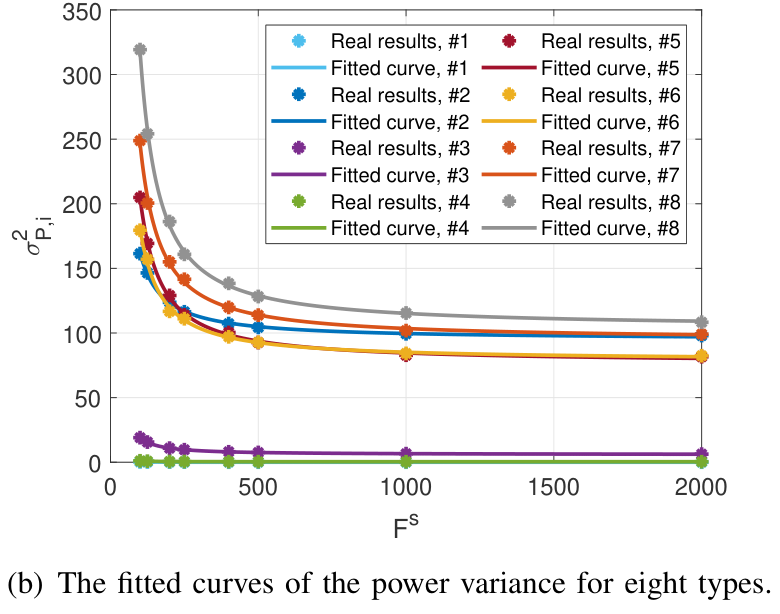 350
300
250
200
150
100
50
0
σ²P,i
Real results, #1
Fitted curve, #1
Real results, #2
Fitted curve, #2
Real results, #3
Fitted curve, #3
Real results, #4
Fitted curve, #4
Real results, #5
Fitted curve, #5
Real results, #6
Fitted curve, #6
Real results, #7
Fitted curve, #7
Real results, #8
Fitted curve, #8
0 500 1000 1500 2000
Fˢ
(b) The fitted curves of the power variance for eight types.